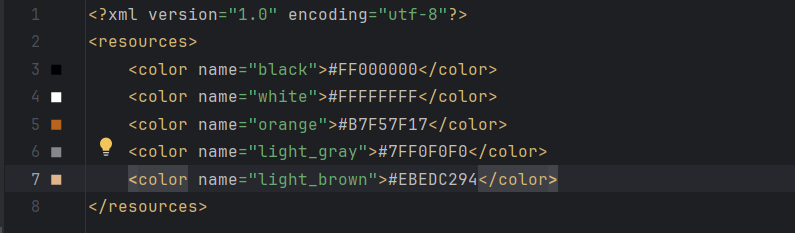 1 <?xml version="1.0" encoding="utf-8"?>
2 <resources>
3 <color name="black">#FF000000</color>
4 <color name="white">#FFFFFFFF</color>
5 <color name="orange">#B7F57F17</color>
6 <color name="light_gray">#7FF0F0F0</color>
7 <color name="light_brown">#EBEDC294</color>
8 </resources>